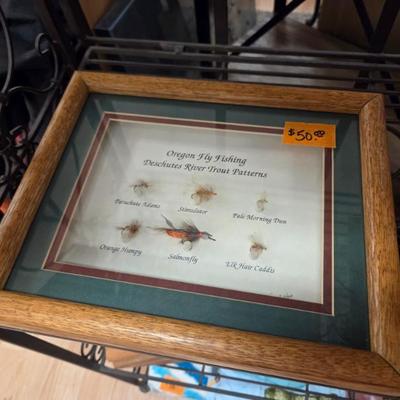 $50.00
Oregon Fly Fishing
Deschutes River Trout Patterns
Parachute Adams
Stimulator
Pale Morning Dun
Orange Humpy
Salmonfly
Elk Hair Caddis